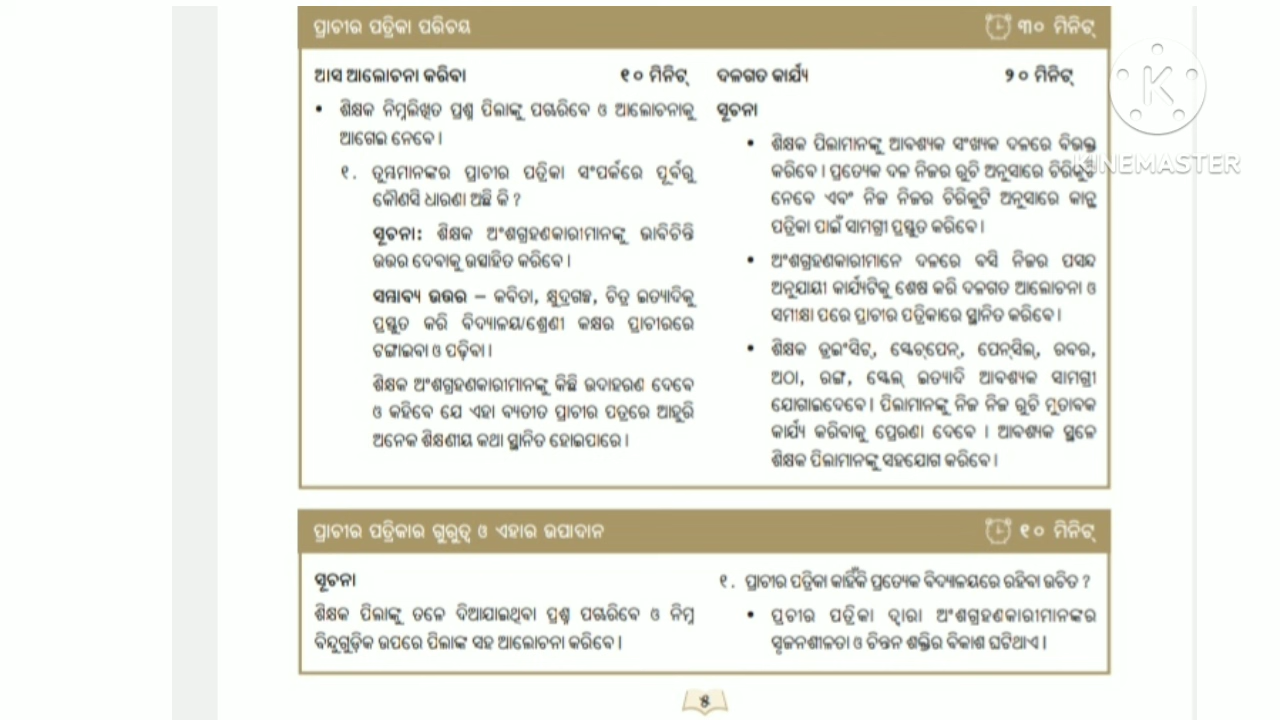 ପ୍ରାଚୀର ପତ୍ରିକା ପରିଚୟ
୩୦ ମିନିଟ୍
ଆସ ଆଲୋଚନା କରିବା
୧୦ ମିନିଟ୍
• ଶିକ୍ଷକ ନିମ୍ନଲିଖିତ ପ୍ରଶ୍ନ ପିଲାଙ୍କୁ ପଚାରିବେ ଓ ଆଲୋଚନାକୁ
ଆଗେଇ ନେବେ।
୧. ତୁମ୍ଭମାନଙ୍କର ପ୍ରାଚୀର ପତ୍ରିକା ସଂପର୍କରେ ପୂର୍ବରୁ
କୌଣସି ଧାରଣା ଅଛି କି ?
ସୂଚନା: ଶିକ୍ଷକ ଅଂଶଗ୍ରହଣକାରୀମାନଙ୍କୁ ଭାବିଚିନ୍ତି
ଉତ୍ତର ଦେବାକୁ ଉତ୍ସାହିତ କରିବେ।
ସମ୍ଭାବ୍ୟ ଉତ୍ତର – କବିତା, କ୍ଷୁଦ୍ରଗଳ୍ପ, ଚିତ୍ର ଇତ୍ୟାଦିକୁ
ପ୍ରସ୍ତୁତ କରି ବିଦ୍ୟାଳୟ/ଶ୍ରେଣୀ କକ୍ଷର ପ୍ରାଚୀରରେ
ଟଙ୍ଗାଇବା ଓ ପଢ଼ିବା।
ଶିକ୍ଷକ ଅଂଶଗ୍ରହଣକାରୀମାନଙ୍କୁ କିଛି ଉଦାହରଣ ଦେବେ
ଓ କହିବେ ଯେ ଏହା ବ୍ୟତୀତ ପ୍ରାଚୀର ପତ୍ରରେ ଆହୁରି
ଅନେକ ଶିକ୍ଷଣୀୟ କଥା ସ୍ଥାନିତ ହୋଇପାରେ।
ଦଳଗତ କାର୍ଯ୍ୟ
୨୦ ମିନିଟ୍
ସୂଚନା
• ଶିକ୍ଷକ ପିଲାମାନଙ୍କୁ ଆବଶ୍ୟକ ସଂଖ୍ୟକ ଦଳରେ ବିଭକ୍ତ
କରିବେ। ପ୍ରତ୍ୟେକ ଦଳ ନିଜର ରୁଚି ଅନୁସାରେ ଚିରିକୁଟି
ନେବେ ଏବଂ ନିଜ ନିଜର ଚିରିକୁଟି ଅନୁସାରେ କାନ୍ଥ
ପତ୍ରିକା ପାଇଁ ସାମଗ୍ରୀ ପ୍ରସ୍ତୁତ କରିବେ।
• ଅଂଶଗ୍ରହଣକାରୀମାନେ ଦଳରେ ବସି ନିଜର ପସନ୍ଦ
ଅନୁଯାୟୀ କାର୍ଯ୍ୟଟିକୁ ଶେଷ କରି ଦଳଗତ ଆଲୋଚନା ଓ
ସମୀକ୍ଷା ପରେ ପ୍ରାଚୀର ପତ୍ରିକାରେ ସ୍ଥାନିତ କରିବେ।
• ଶିକ୍ଷକ ଡ୍ରଇଂସିଟ୍, ସ୍କେଚ୍‌ପେନ୍, ପେନ୍‌ସିଲ୍, ରବର,
ଅଠା, ରଙ୍ଗ, ସ୍କେଲ୍ ଇତ୍ୟାଦି ଆବଶ୍ୟକ ସାମଗ୍ରୀ
ଯୋଗାଇଦେବେ। ପିଲାମାନଙ୍କୁ ନିଜ ନିଜ ରୁଚି ମୁତାବକ
କାର୍ଯ୍ୟ କରିବାକୁ ପ୍ରେରଣା ଦେବେ । ଆବଶ୍ୟକ ସ୍ଥଳେ
ଶିକ୍ଷକ ପିଲାମାନଙ୍କୁ ସହଯୋଗ କରିବେ।
K
KINEMASTER
ପ୍ରାଚୀର ପତ୍ରିକାର ଗୁରୁତ୍ୱ ଓ ଏହାର ଉପାଦାନ
୧୦ ମିନିଟ୍
ସୂଚନା
ଶିକ୍ଷକ ପିଲାଙ୍କୁ ତଳେ ଦିଆଯାଇଥିବା ପ୍ରଶ୍ନ ପଚାରିବେ ଓ ନିମ୍ନ
ବିନ୍ଦୁଗୁଡ଼ିକ ଉପରେ ପିଲାଙ୍କ ସହ ଆଲୋଚନା କରିବେ।
୧. ପ୍ରାଚୀର ପତ୍ରିକା କାହିଁକି ପ୍ରତ୍ୟେକ ବିଦ୍ୟାଳୟରେ ରହିବା ଉଚିତ ?
• ପ୍ରଚୀର ପତ୍ରିକା ଦ୍ୱାରା ଅଂଶଗ୍ରହଣକାରୀମାନଙ୍କର
ସୃଜନଶୀଳତା ଓ ଚିନ୍ତନ ଶକ୍ତିର ବିକାଶ ଘଟିଥାଏ।
୫